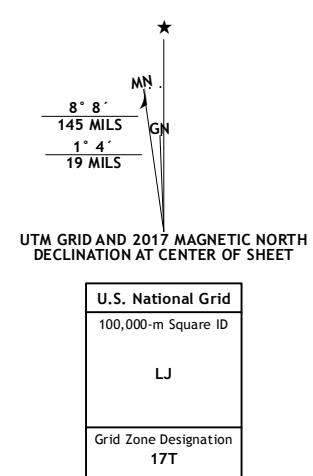 MN
8° 8´
145 MILS
GN
1° 4´
19 MILS
UTM GRID AND 2017 MAGNETIC NORTH
DECLINATION AT CENTER OF SHEET
U.S. National Grid
100,000-m Square ID
LJ
Grid Zone Designation
17T